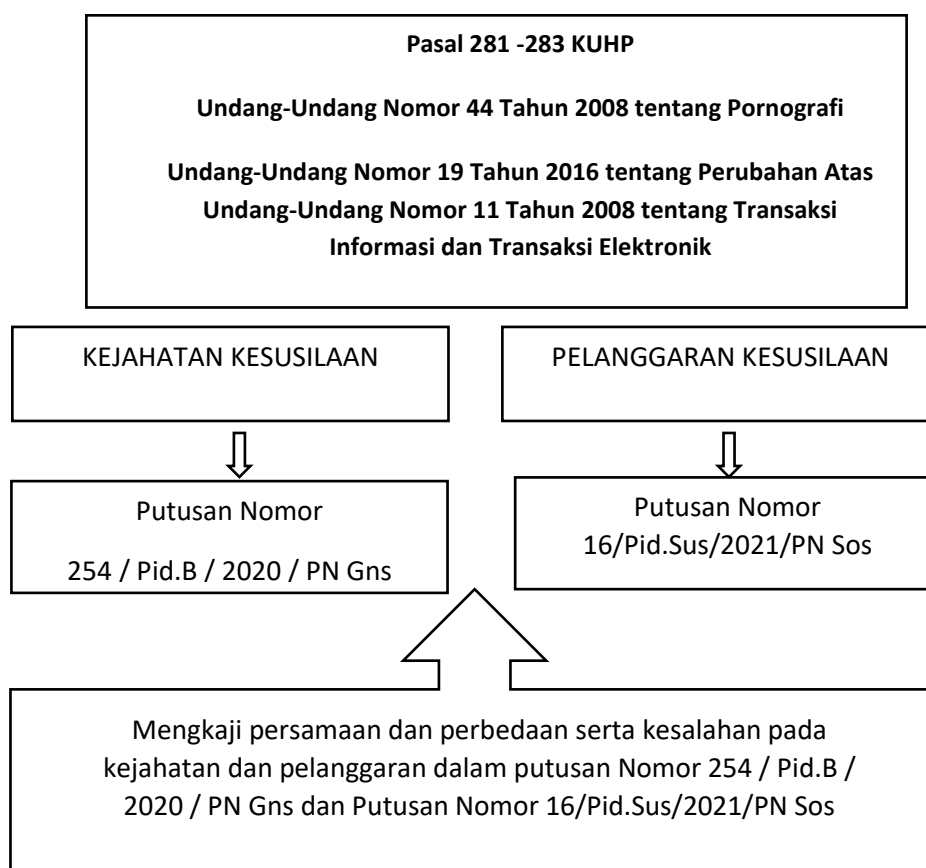 Pasal 281 -283 KUHP
Undang-Undang Nomor 44 Tahun 2008 tentang Pornografi
Undang-Undang Nomor 19 Tahun 2016 tentang Perubahan Atas
Undang-Undang Nomor 11 Tahun 2008 tentang Transaksi
Informasi dan Transaksi Elektronik
KEJAHATAN KESUSILAAN
PELANGGARAN KESUSILAAN
Putusan Nomor
254 / Pid.B / 2020 / PN Gns
Putusan Nomor
16/Pid.Sus/2021/PN Sos
Mengkaji persamaan dan perbedaan serta kesalahan pada
kejahatan dan pelanggaran dalam putusan Nomor 254 / Pid.B /
2020 / PN Gns dan Putusan Nomor 16/Pid.Sus/2021/PN Sos